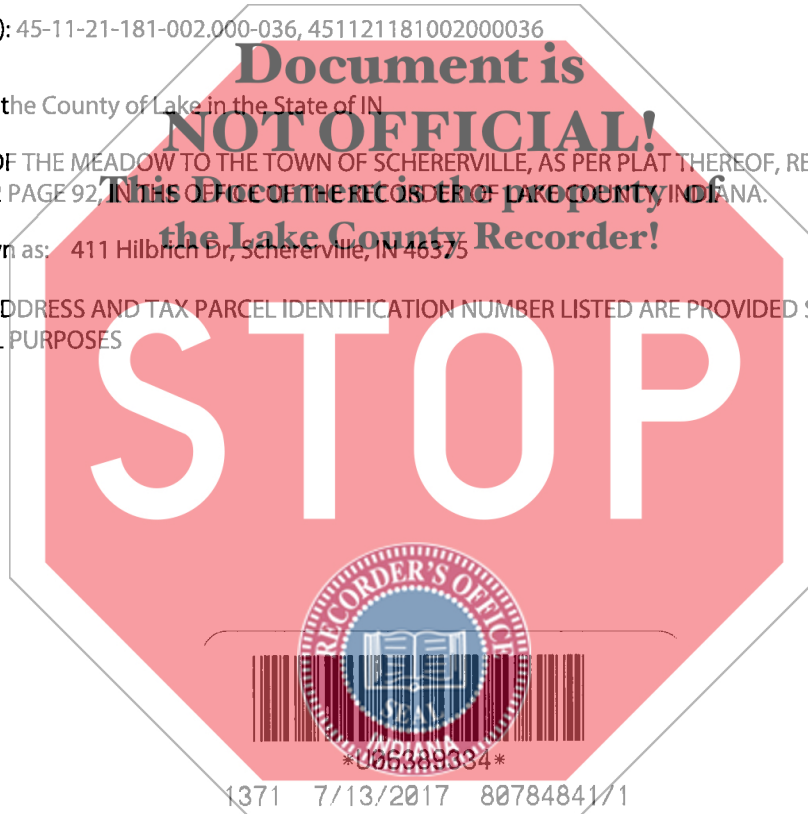 ): 45-11-21-181-002.000-036, 451121181002000036
Document is
the County of Lake in the State of IN
NOT OFFICIAL!
OF THE MEADOW TO THE TOWN OF SCHERERVILLE, AS PER PLAT THEREOF, RE
PAGE 92, IN THE OFFICE OF THE RECORDER OF LAKE COUNTY, INDIANA.
This Document is the property of
the Lake County Recorder!
n as: 411 Hilbrich Dr, Schererville, IN 46375
DDRESS AND TAX PARCEL IDENTIFICATION NUMBER LISTED ARE PROVIDED S
PURPOSES
STOP
RECORDER'S OFFICE
SEAL
INDIANA
*U06389334*
1371 7/13/2017 80784841/1